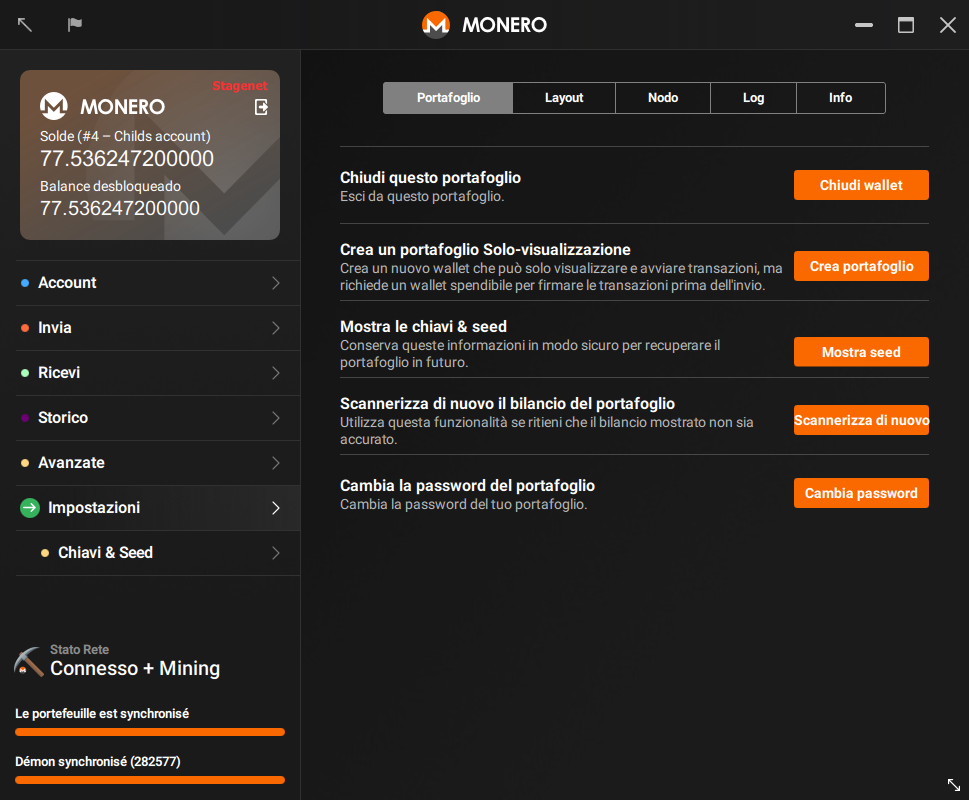 MONERO
Stagenet
MONERO
Solde (#4 – Childs account)
77.536247200000
Balance desbloqueado
77.536247200000
Account
Invia
Ricevi
Storico
Avanzate
Impostazioni
Chiavi & Seed
Stato Rete
Connesso + Mining
Le portefeuille est synchronisé
Démon synchronisé (282577)
Portafoglio Layout Nodo Log Info
Chiudi questo portafoglio
Esci da questo portafoglio.
Chiudi wallet
Crea un portafoglio Solo-visualizzazione
Crea un nuovo wallet che può solo visualizzare e avviare transazioni, ma
richiede un wallet spendibile per firmare le transazioni prima dell'invio.
Crea portafoglio
Mostra le chiavi & seed
Conserva queste informazioni in modo sicuro per recuperare il
portafoglio in futuro.
Mostra seed
Scannerizza di nuovo il bilancio del portafoglio
Utilizza questa funzionalità se ritieni che il bilancio mostrato non sia
accurato.
Scannerizza di nuovo
Cambia la password del portafoglio
Cambia la password del tuo portafoglio.
Cambia password